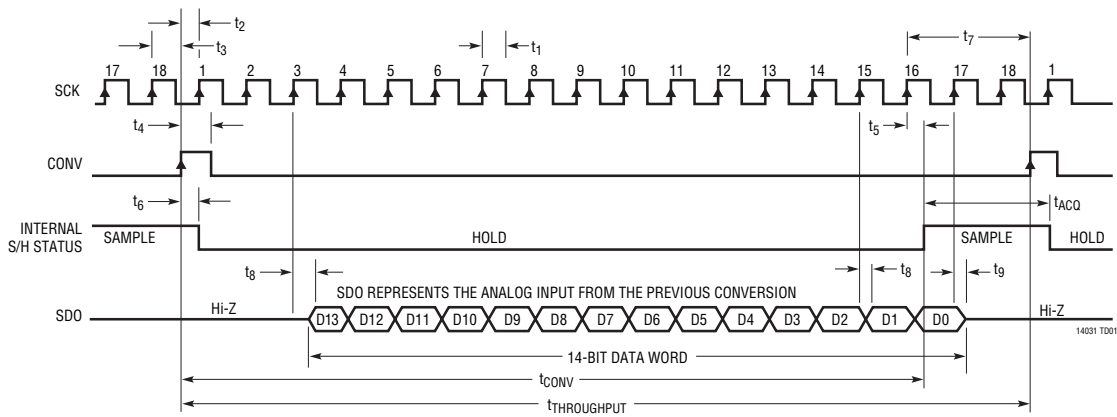 t2
t3
t1
t7
17 18 1 2 3 4 5 6 7 8 9 10 11 12 13 14 15 16 17 18 1
SCK
t4
t5
CONV
t6
tACQ
INTERNAL
S/H STATUS
SAMPLE
HOLD
SAMPLE
HOLD
t8
t8
t9
SDO REPRESENTS THE ANALOG INPUT FROM THE PREVIOUS CONVERSION
SDO
Hi-Z
D13 D12 D11 D10 D9 D8 D7 D6 D5 D4 D3 D2 D1 D0
Hi-Z
14031 TD01
14-BIT DATA WORD
tCONV
tTHROUGHPUT